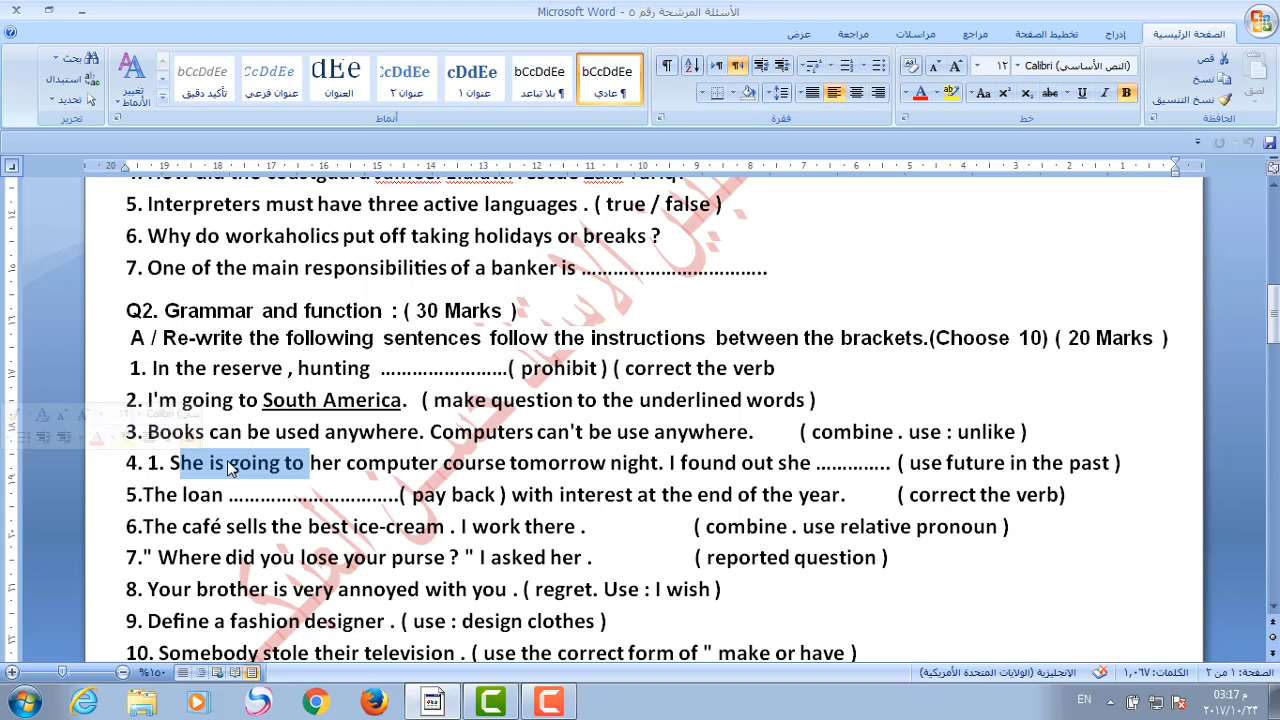 الأسئلة المرشحة رقم ٥ - Microsoft Word
الصفحة الرئيسية إدراج تخطيط الصفحة مراجع مراسلات مراجعة عرض
لصق
قص
نسخ
نسخ التنسيق
الحافظة
Calibri (النص الأساسي) ١٢
خط
فقرة
bCcDdEe ¶ عادي
bCcDdEe ¶ بلا تباعد
cDdEe عنوان ١
CcDdEe عنوان ٢
dEe العنوان
CcDdEe عنوان فرعي
bCcDdEe تأكيد دقيق
تغيير الأنماط
أنماط
بحث
استبدال
تحديد
تحرير
5. Interpreters must have three active languages . ( true / false )
6. Why do workaholics put off taking holidays or breaks ?
7. One of the main responsibilities of a banker is ……………………………..
Q2. Grammar and function : ( 30 Marks )
A / Re-write the following sentences follow the instructions between the brackets.(Choose 10) ( 20 Marks )
1. In the reserve , hunting ……………………( prohibit ) ( correct the verb
2. I'm going to South America. ( make question to the underlined words )
3. Books can be used anywhere. Computers can't be use anywhere. ( combine . use : unlike )
4. 1. She is going to her computer course tomorrow night. I found out she ………….. ( use future in the past )
5.The loan ……………………………( pay back ) with interest at the end of the year. ( correct the verb)
6.The café sells the best ice-cream . I work there . ( combine . use relative pronoun )
7." Where did you lose your purse ? " I asked her . ( reported question )
8. Your brother is very annoyed with you . ( regret. Use : I wish )
9. Define a fashion designer . ( use : design clothes )
10. Somebody stole their television . ( use the correct form of " make or have )
الصفحة: ١ من ٢ الكلمات: ١,٠٦٧ الإنجليزية (الولايات المتحدة الأمريكية) ١٥٠%
EN
03:17 م
٢٠١٧/١٠/٢٣